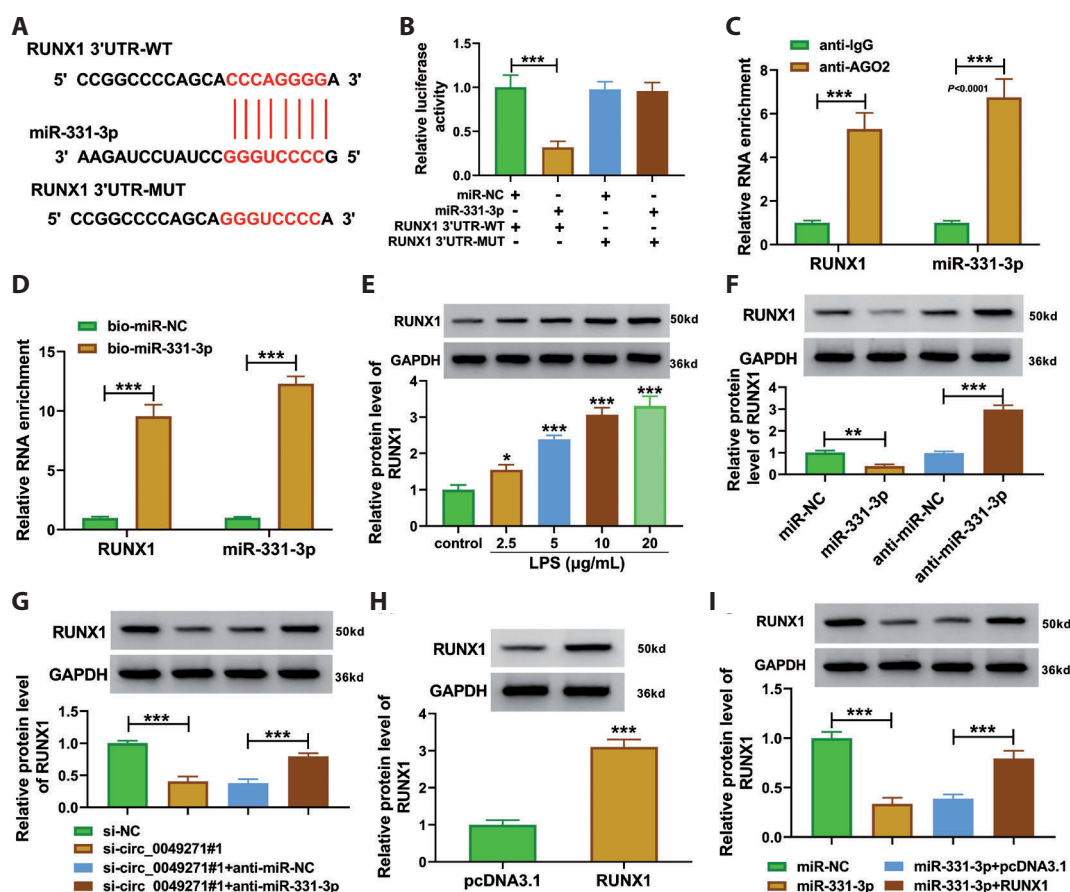 A
RUNX1 3'UTR-WT
5' CCGGCCCCAGCACCCAGGGGA 3'
miR-331-3p
3' AAGAUCCUAUCCGGGUCCCCG 5'
RUNX1 3'UTR-MUT
5' CCGGCCCCAGCAGGGUCCCCA 3'
B
Relative luciferase activity
1.5
1.0
0.5
0.0
***
miR-NC + - + -
miR-331-3p - + - +
RUNX1 3'UTR-WT + + - -
RUNX1 3'UTR-MUT - - + +
C
anti-IgG
anti-AGO2
Relative RNA enrichment
8
6
4
2
0
***
***
P<0.0001
RUNX1 miR-331-3p
D
bio-miR-NC
bio-miR-331-3p
Relative RNA enrichment
15
10
5
0
***
***
RUNX1 miR-331-3p
E
RUNX1 50kd
GAPDH 36kd
Relative protein level of
RUNX1
4
3
2
1
0
* *** *** ***
control 2.5 5 10 20
LPS (μg/mL)
F
RUNX1 50kd
GAPDH 36kd
Relative protein
level of RUNX1
4
3
2
1
0
**
***
miR-NC
miR-331-3p
anti-miR-NC
anti-miR-331-3p
G
RUNX1 50kd
GAPDH 36kd
Relative protein level
of RUNX1
1.5
1.0
0.5
0.0
***
***
si-NC
si-circ_0049271#1
si-circ_0049271#1+anti-miR-NC
si-circ_0049271#1+anti-miR-331-3p
H
RUNX1 50kd
GAPDH 36kd
Relative protein level of
RUNX1
4
3
2
1
0
***
pcDNA3.1 RUNX1
I
RUNX1 50kd
GAPDH 36kd
Relative protein level of
RUNX1
1.5
1.0
0.5
0.0
***
***
miR-NC miR-331-3p+pcDNA3.1
miR-331-3p miR-331-3p+RUNX1